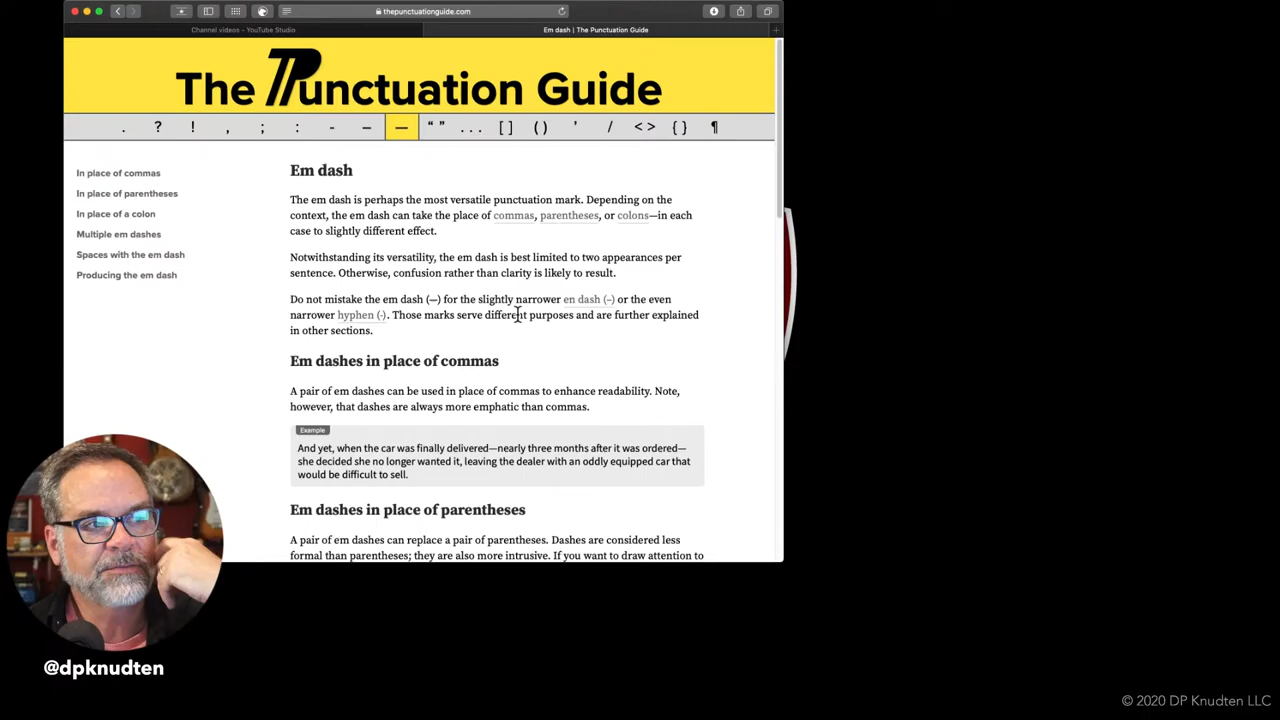 thepunctuationguide.com
Channel videos - YouTube Studio
Em dash | The Punctuation Guide
The Punctuation Guide
. ? ! , ; : - – — “ ” ... [ ] ( ) ’ / < > { } ¶
In place of commas
In place of parentheses
In place of a colon
Multiple em dashes
Spaces with the em dash
Producing the em dash
Em dash
The em dash is perhaps the most versatile punctuation mark. Depending on the
context, the em dash can take the place of commas, parentheses, or colons—in each
case to slightly different effect.
Notwithstanding its versatility, the em dash is best limited to two appearances per
sentence. Otherwise, confusion rather than clarity is likely to result.
Do not mistake the em dash (—) for the slightly narrower en dash (–) or the even
narrower hyphen (-). Those marks serve different purposes and are further explained
in other sections.
Em dashes in place of commas
A pair of em dashes can be used in place of commas to enhance readability. Note,
however, that dashes are always more emphatic than commas.
Example
And yet, when the car was finally delivered—nearly three months after it was ordered—
she decided she no longer wanted it, leaving the dealer with an oddly equipped car that
would be difficult to sell.
Em dashes in place of parentheses
A pair of em dashes can replace a pair of parentheses. Dashes are considered less
formal than parentheses; they are also more intrusive. If you want to draw attention to
@dpknudten
© 2020 DP Knudten LLC